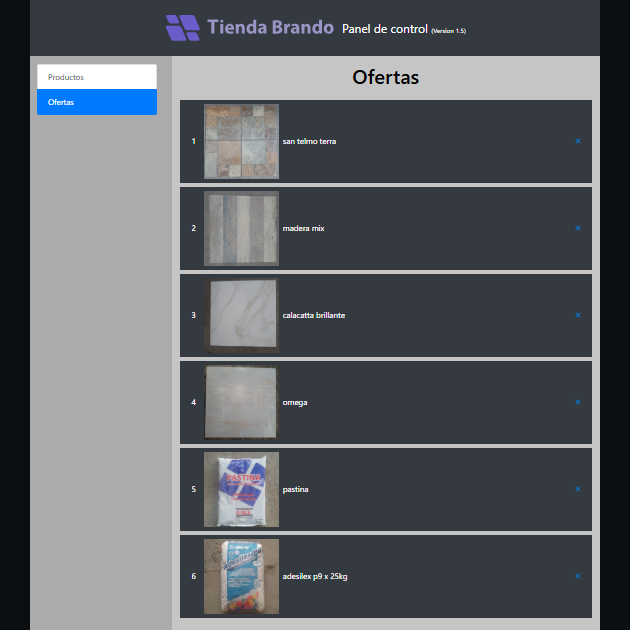 Tienda Brando Panel de control (Version 1.5)
Productos
Ofertas
Ofertas
1 san telmo terra ×
2 madera mix ×
3 calacatta brillante ×
4 omega ×
5 pastina ×
PASTINA
6 adesilex p9 x 25kg ×